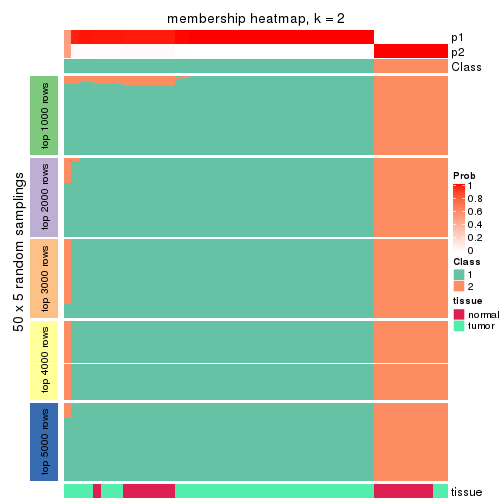 membership heatmap, k = 2
p1
p2
Class
50 x 5 random samplings
top 1000 rows
top 2000 rows
top 3000 rows
top 4000 rows
top 5000 rows
Prob
1
0.8
0.6
0.4
0.2
0
Class
1
2
tissue
normal
tumor
tissue